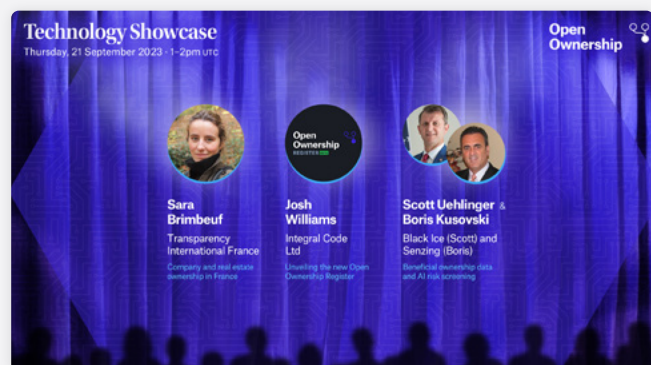 Technology Showcase
Thursday, 21 September 2023 · 1–2pm UTC
Open
Ownership
Open
Ownership
REGISTER
Sara
Brimbeuf
Transparency
International France
Company and real estate
ownership in France
Josh
Williams
Integral Code
Ltd
Unveiling the new Open
Ownership Register
Scott Uehlinger &
Boris Kusovski
Black Ice (Scott) and
Senzing (Boris)
Beneficial ownership data
and AI risk screening